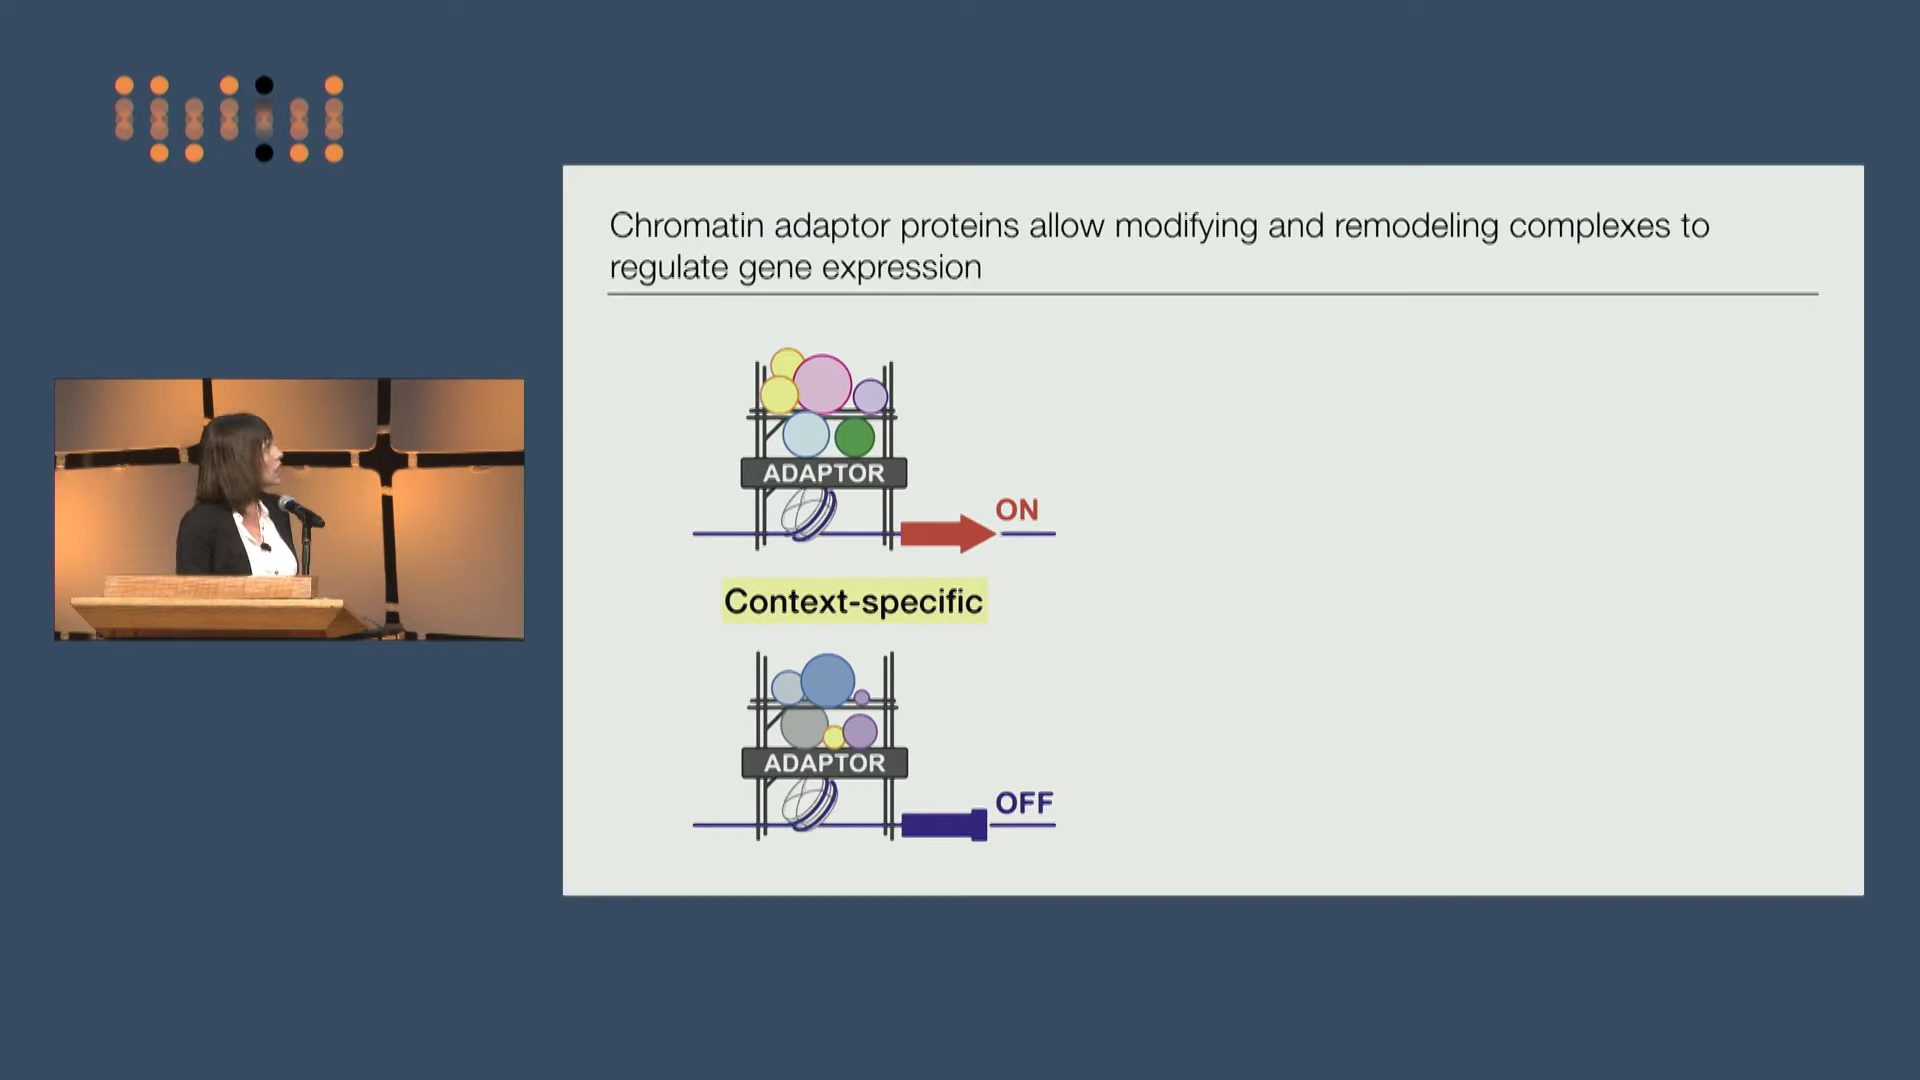 Chromatin adaptor proteins allow modifying and remodeling complexes to
regulate gene expression
ADAPTOR
ON
Context-specific
ADAPTOR
OFF